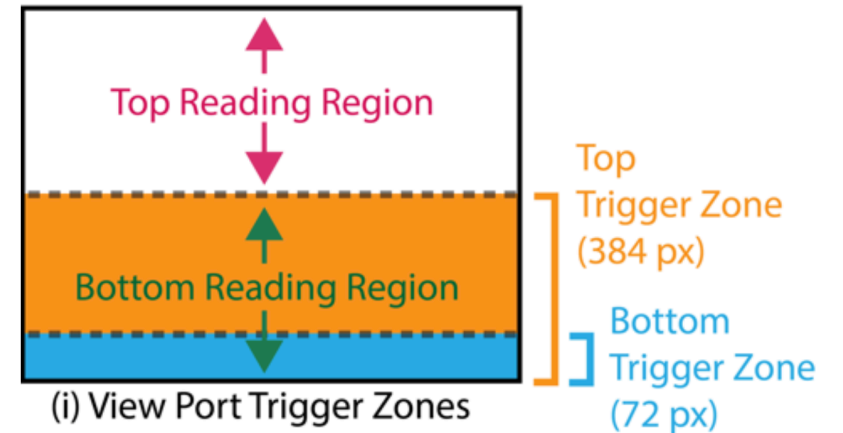 Top Reading Region
Top
Trigger Zone
(384 px)
Bottom Reading Region
Bottom
Trigger Zone
(72 px)
(i) View Port Trigger Zones